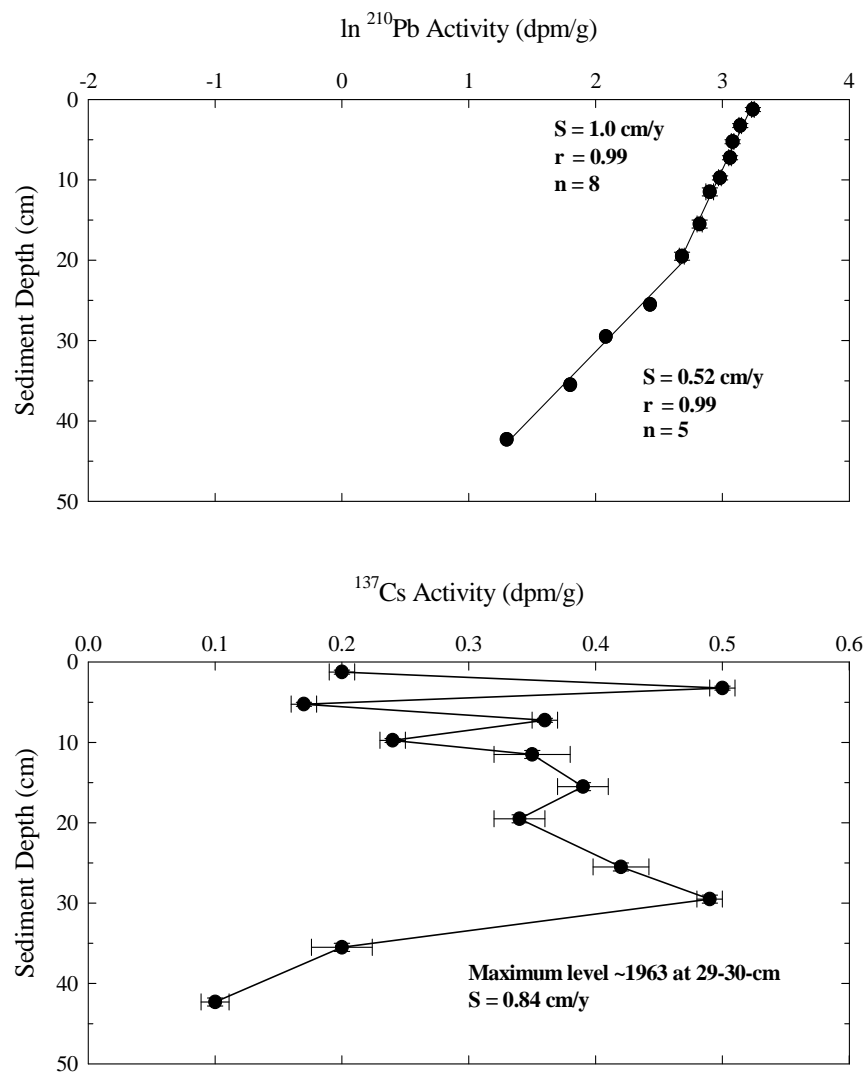 ln ²¹⁰Pb Activity (dpm/g)
-2 -1 0 1 2 3 4
0
10
20
30
40
50
Sediment Depth (cm)
S = 1.0 cm/y
r = 0.99
n = 8
S = 0.52 cm/y
r = 0.99
n = 5
¹³⁷Cs Activity (dpm/g)
0.0 0.1 0.2 0.3 0.4 0.5 0.6
0
10
20
30
40
50
Sediment Depth (cm)
Maximum level ~1963 at 29-30-cm
S = 0.84 cm/y